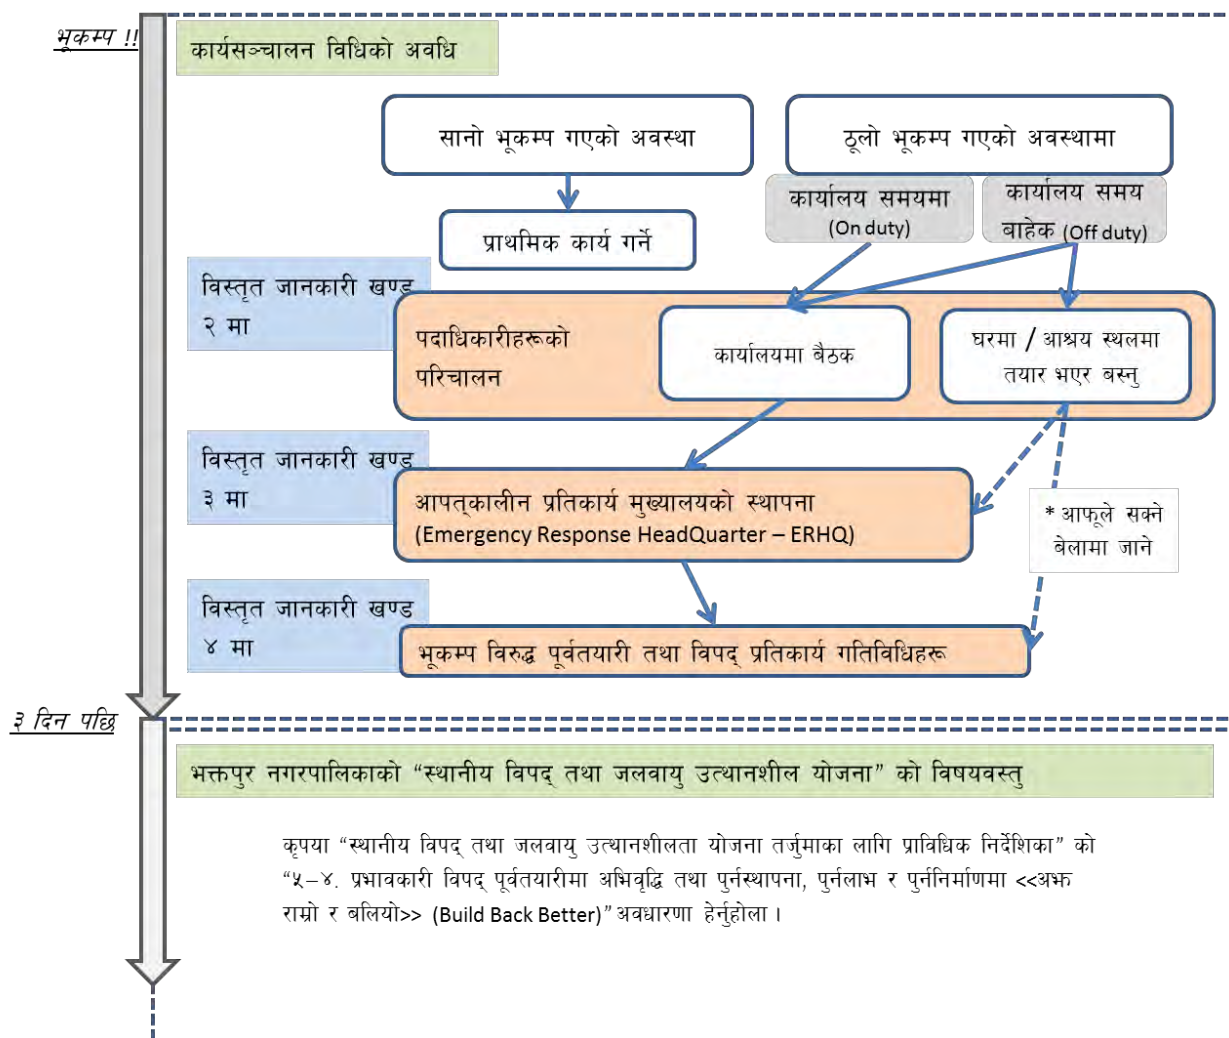 भूकम्प !!
कार्यसञ्चालन विधिको अवधि
सानो भूकम्प गएको अवस्था
ठूलो भूकम्प गएको अवस्थामा
कार्यालय समयमा
(On duty)
कार्यालय समय
बाहेक (Off duty)
प्राथमिक कार्य गर्ने
विस्तृत जानकारी खण्ड
२ मा
पदाधिकारीहरूको
परिचालन
कार्यालयमा बैठक
घरमा / आश्रय स्थलमा
तयार भएर बस्नु
विस्तृत जानकारी खण्ड
३ मा
आपत्कालीन प्रतिकार्य मुख्यालयको स्थापना
(Emergency Response HeadQuarter – ERHQ)
* आफूले सक्ने
बेलामा जाने
विस्तृत जानकारी खण्ड
४ मा
भूकम्प विरुद्ध पूर्वतयारी तथा विपद् प्रतिकार्य गतिविधिहरू
३ दिन पछि
भक्तपुर नगरपालिकाको “स्थानीय विपद् तथा जलवायु उत्थानशील योजना” को विषयवस्तु
कृपया “स्थानीय विपद् तथा जलवायु उत्थानशीलता योजना तर्जुमाका लागि प्राविधिक निर्देशिका” को
“५–४. प्रभावकारी विपद् पूर्वतयारीमा अभिवृद्धि तथा पुर्नस्थापना, पुर्नलाभ र पुर्ननिर्माणमा <<अझ
राम्रो र बलियो>> (Build Back Better)” अवधारणा हेर्नुहोला ।